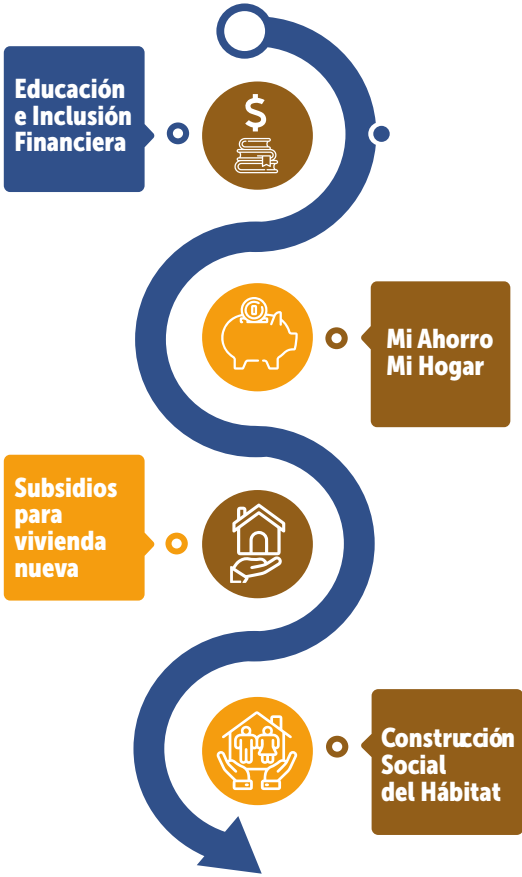 Educación
e Inclusión
Financiera
$
Mi Ahorro
Mi Hogar
Subsidios
para
vivienda
nueva
Construcción
Social
del Hábitat